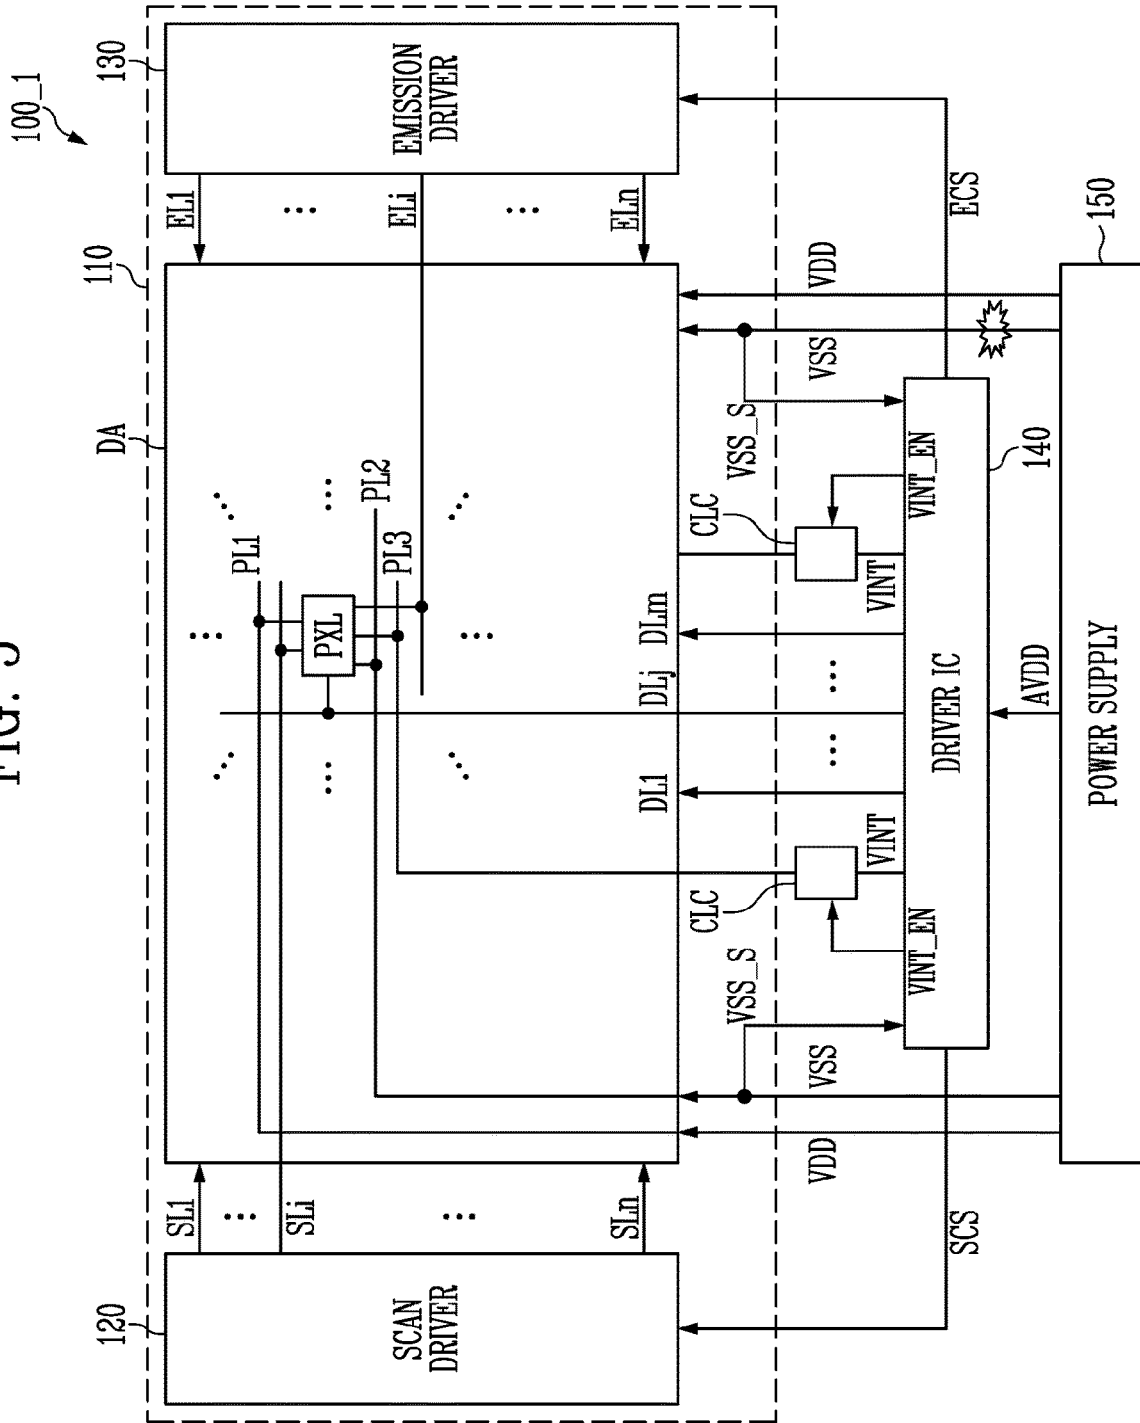 FIG.
100_1
120
DA
110
130
SL1
EL1
PL1
SLi
PXL
PL2
PL3
ELi
SCAN
DRIVER
EMISSION
DRIVER
SLn
ELn
DL1
DLj
DLm
CLC
CLC
VSS_S
VSS_S
VDD
VSS
VSS
VDD
VINT
VINT
VINT_EN
VINT_EN
SCS
DRIVER IC
ECS
AVDD
140
POWER SUPPLY
150